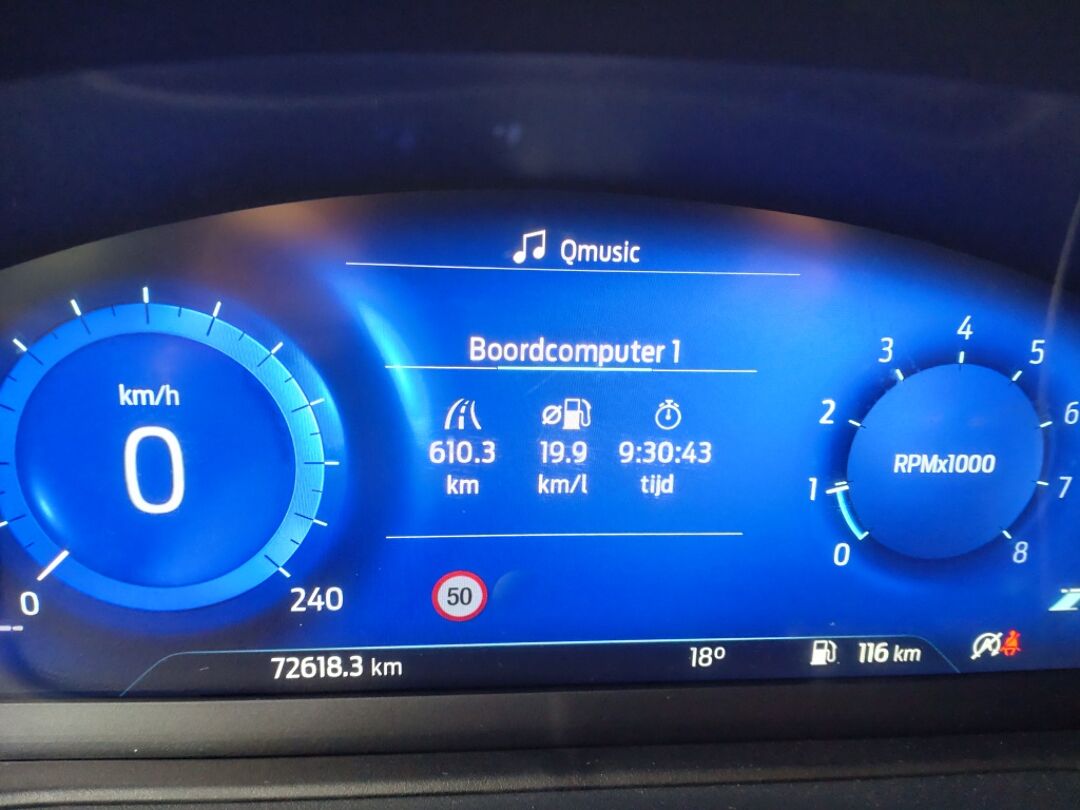 Qmusic
Boordcomputer 1
610.3 19.9 9:30:43
km km/l tijd
km/h
0
0 240
50
0 1 2 3 4 5 6 7 8
RPMx1000
72618.3 km 18º 116 km